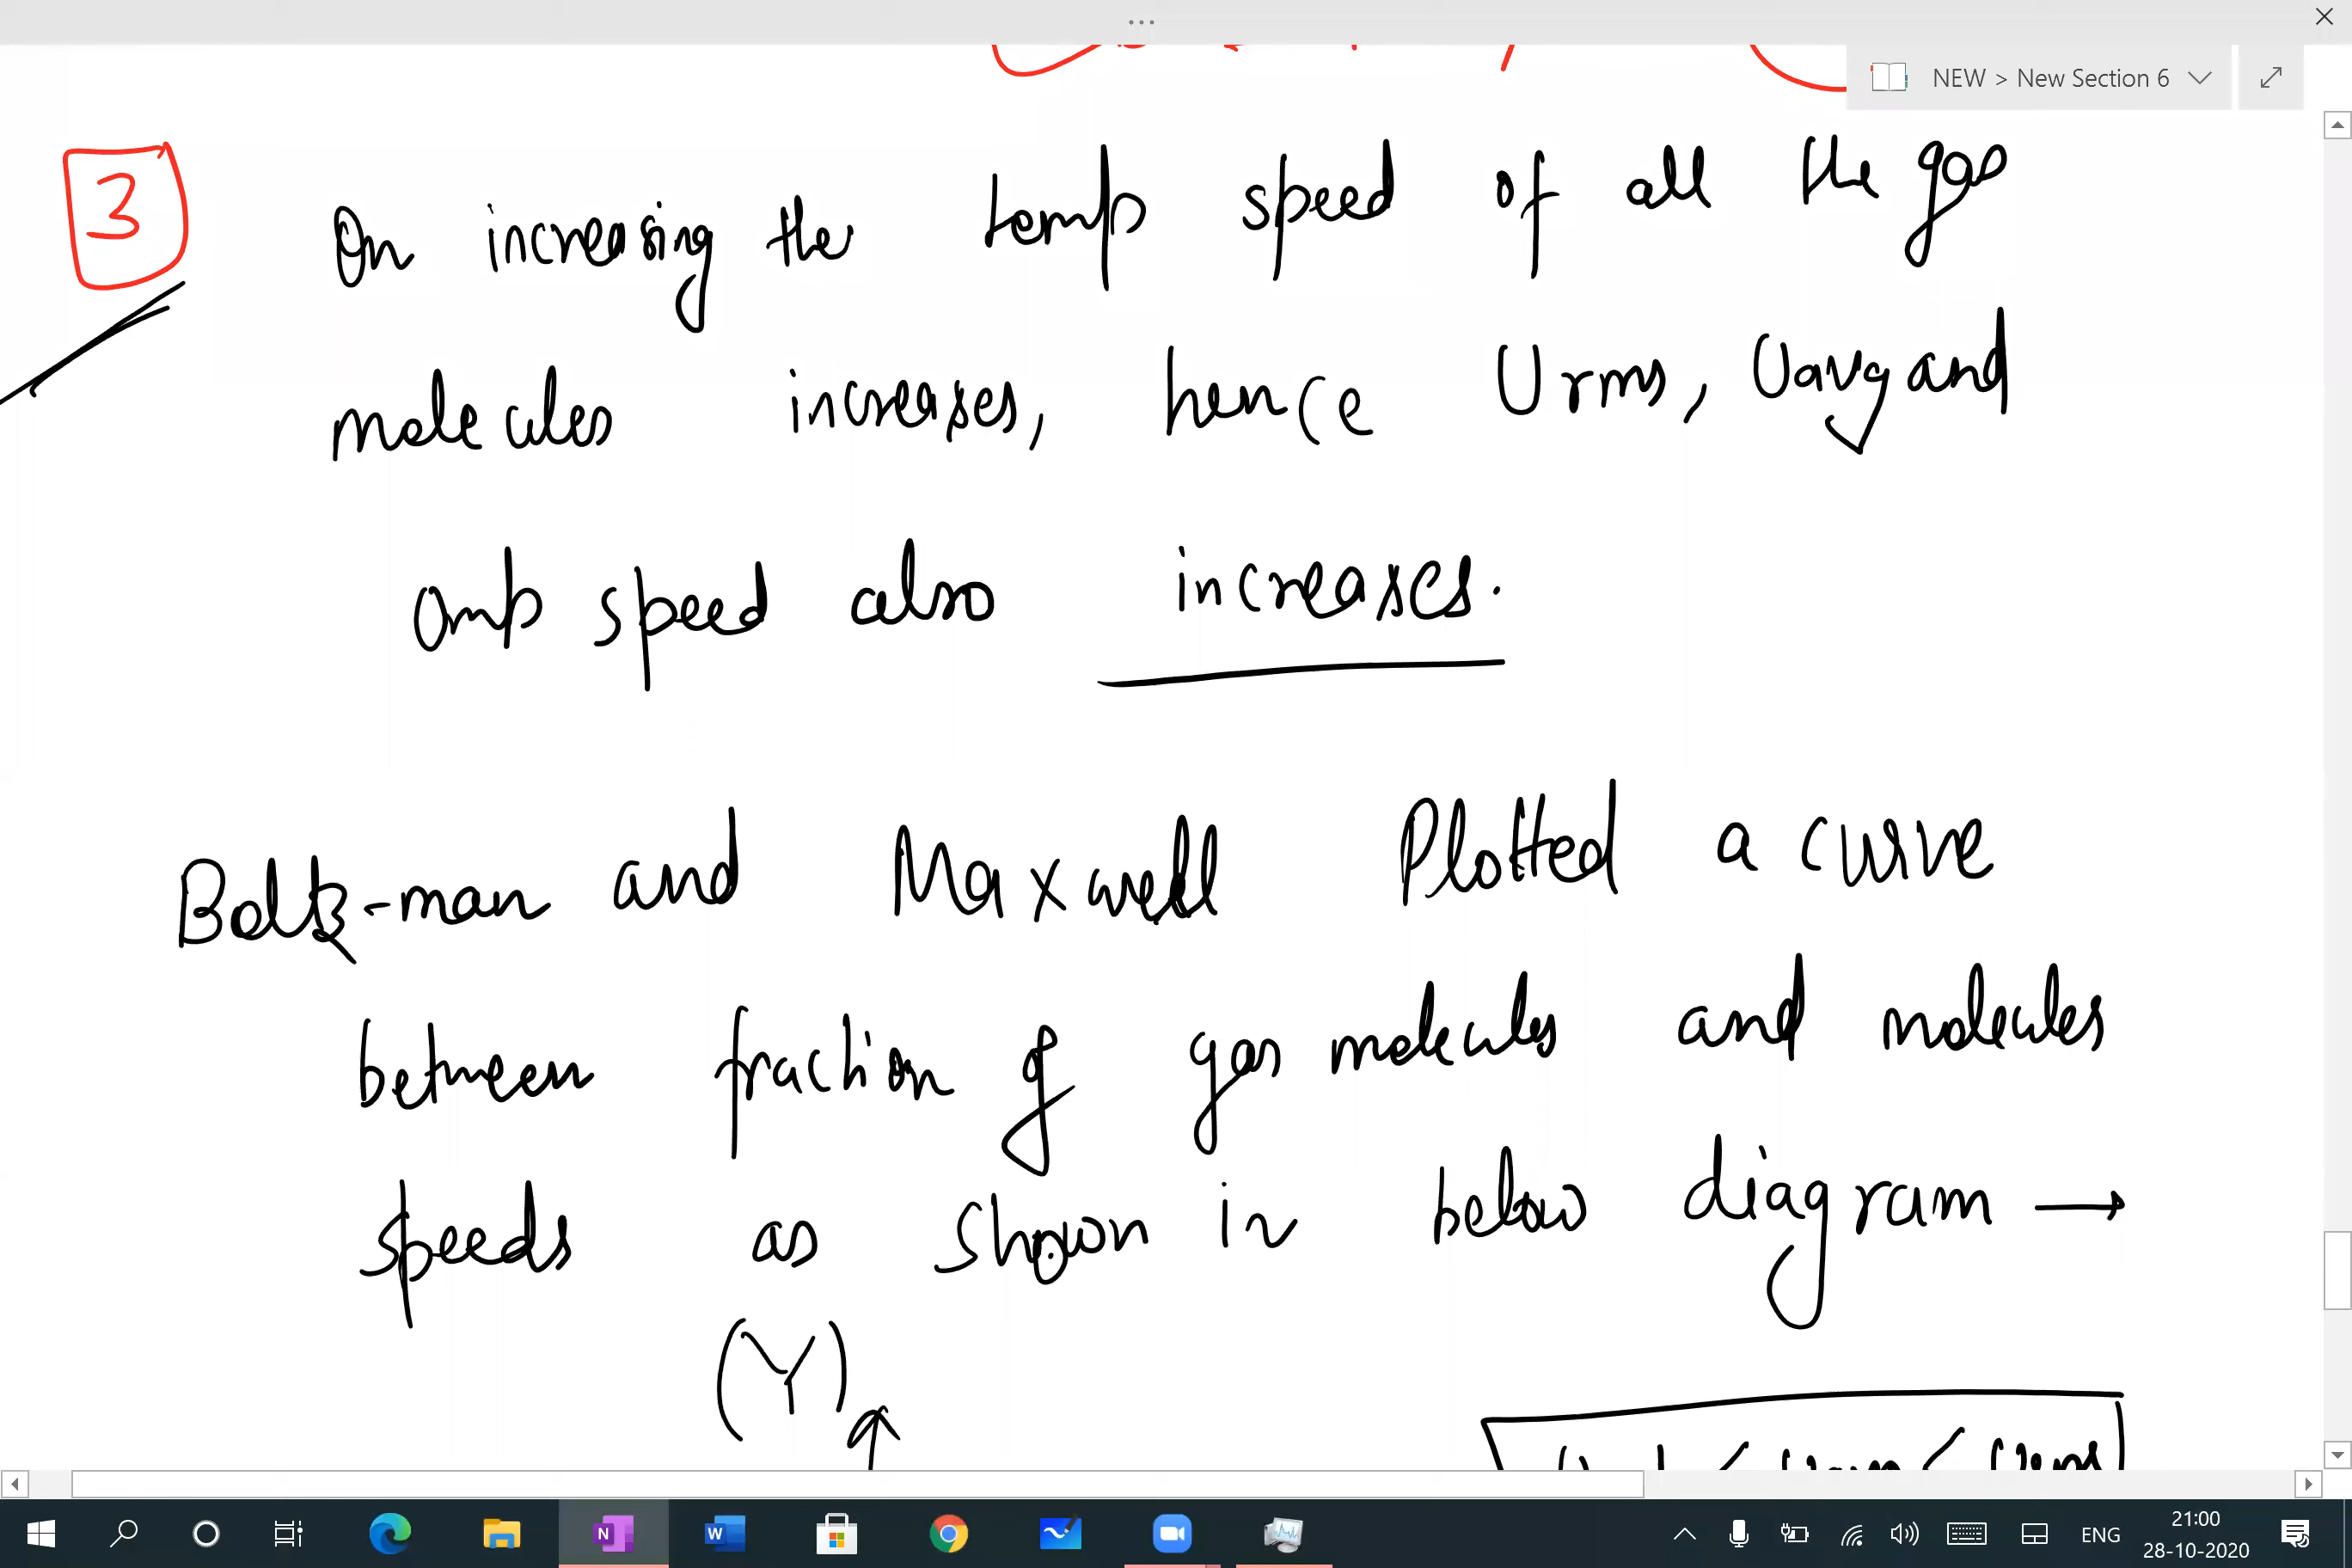 NEW > New Section 6
3
On increasing the temp speed of all the gas
molecules increases, hence Urms, Uavg and
mp speed also increases.
Boltz-man and Maxwell Plotted a curve
between fraction of gas molecules and molecules
speeds as shown in below diagram →
(Y)
ENG
21:00
28-10-2020